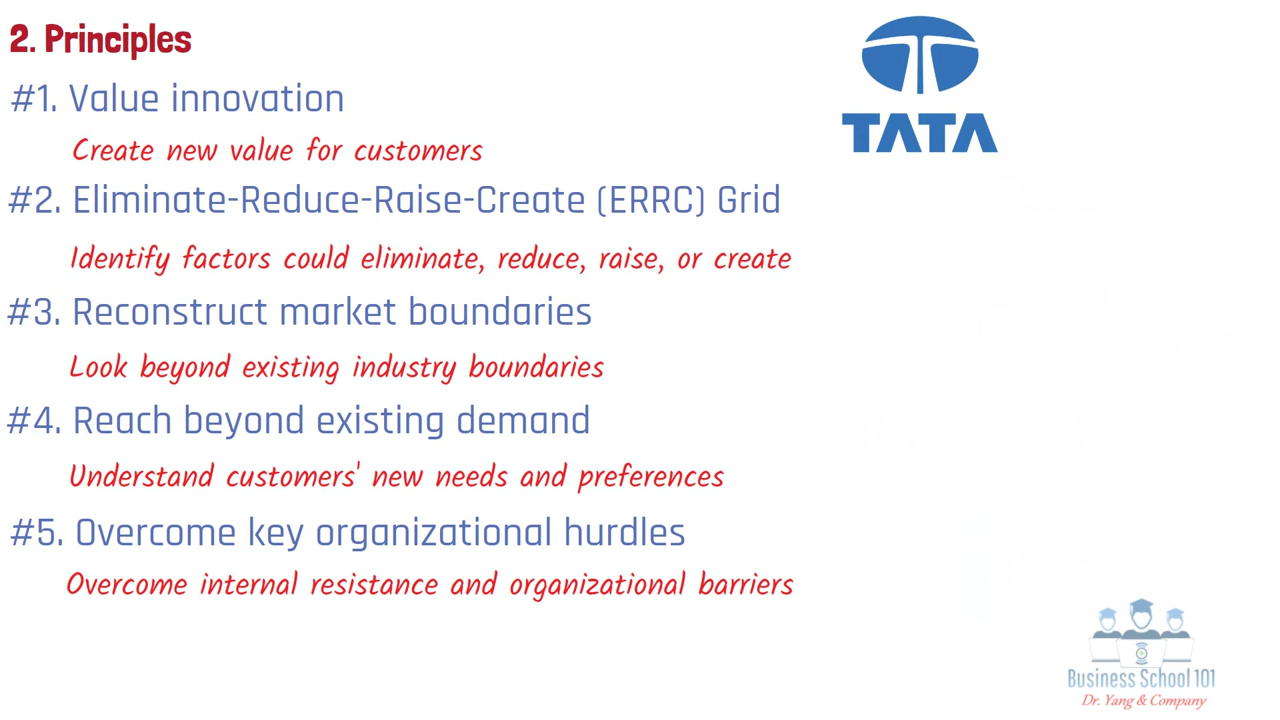 2. Principles
TATA
#1. Value innovation
Create new value for customers
#2. Eliminate-Reduce-Raise-Create (ERRC) Grid
Identify factors could eliminate, reduce, raise, or create
#3. Reconstruct market boundaries
Look beyond existing industry boundaries
#4. Reach beyond existing demand
Understand customers' new needs and preferences
#5. Overcome key organizational hurdles
Overcome internal resistance and organizational barriers
Business School 101
Dr. Yang & Company